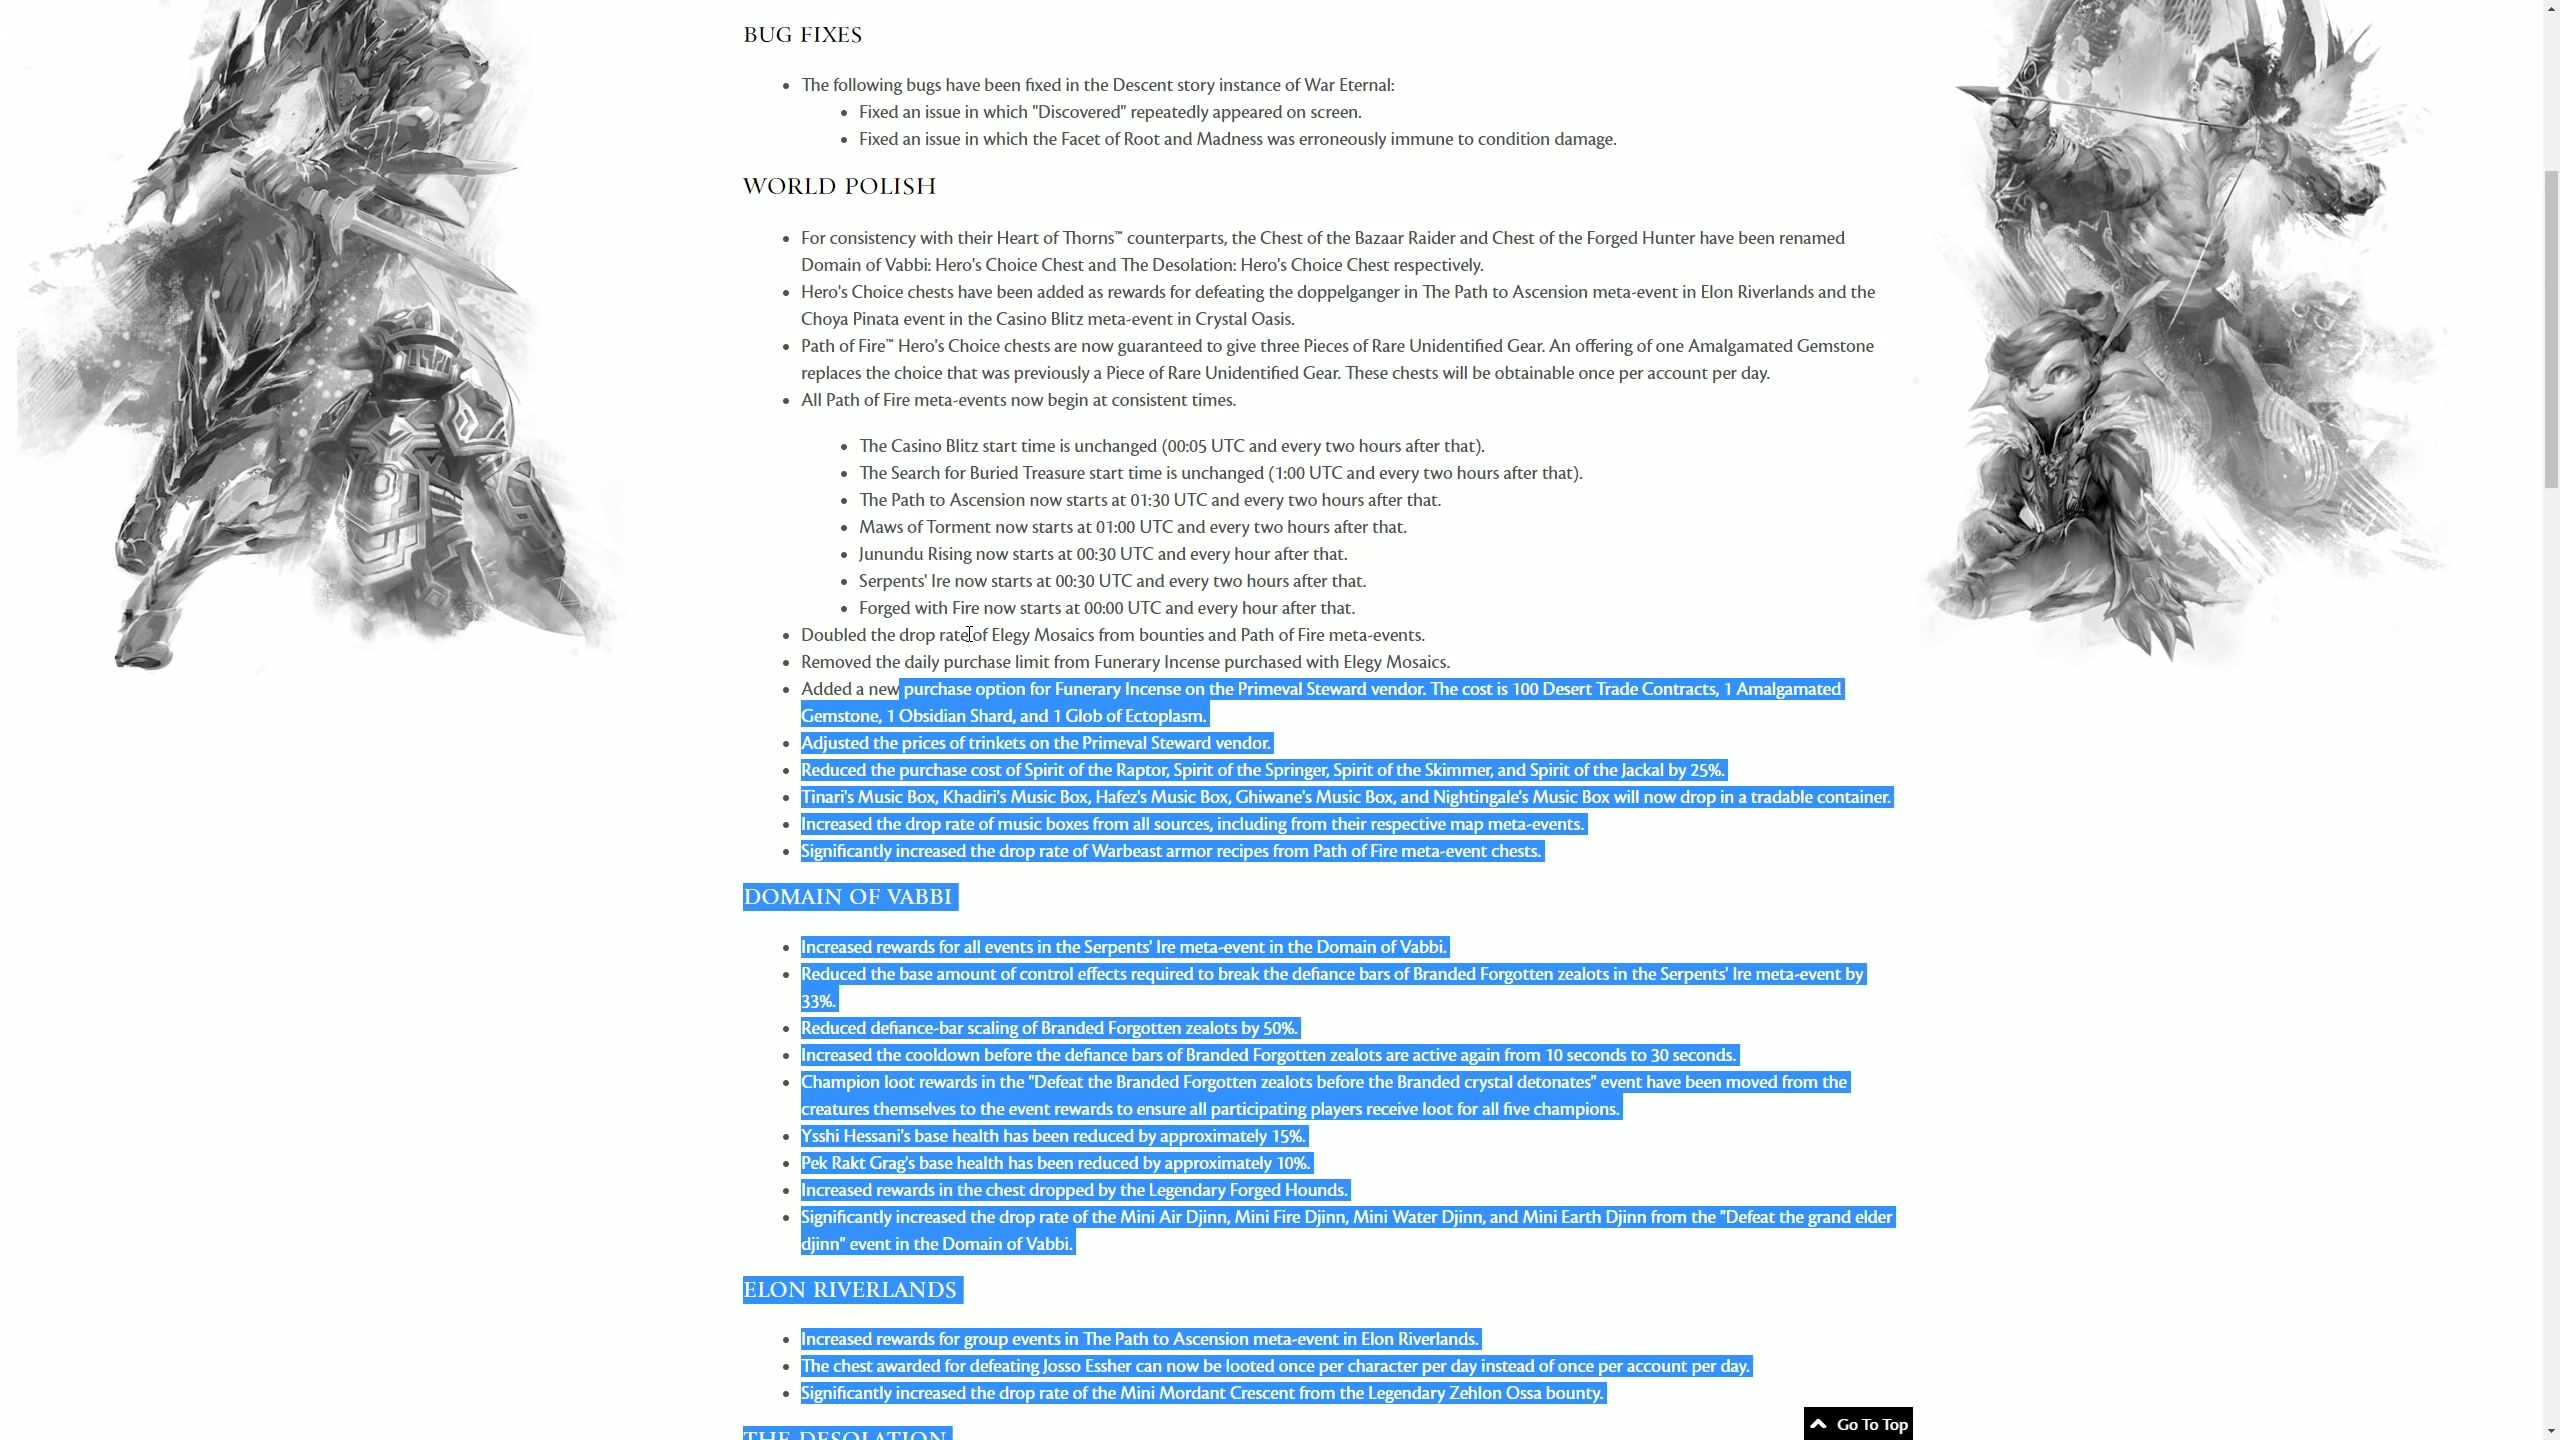 BUG FIXES
The following bugs have been fixed in the Descent story instance of War Eternal:
Fixed an issue in which "Discovered" repeatedly appeared on screen.
Fixed an issue in which the Facet of Root and Madness was erroneously immune to condition damage.
WORLD POLISH
For consistency with their Heart of Thorns™ counterparts, the Chest of the Bazaar Raider and Chest of the Forged Hunter have been renamed
Domain of Vabbi: Hero's Choice Chest and The Desolation: Hero's Choice Chest respectively.
Hero's Choice chests have been added as rewards for defeating the doppelganger in The Path to Ascension meta-event in Elon Riverlands and the
Choya Pinata event in the Casino Blitz meta-event in Crystal Oasis.
Path of Fire™ Hero's Choice chests are now guaranteed to give three Pieces of Rare Unidentified Gear. An offering of one Amalgamated Gemstone
replaces the choice that was previously a Piece of Rare Unidentified Gear. These chests will be obtainable once per account per day.
All Path of Fire meta-events now begin at consistent times.
The Casino Blitz start time is unchanged (00:05 UTC and every two hours after that).
The Search for Buried Treasure start time is unchanged (1:00 UTC and every two hours after that).
The Path to Ascension now starts at 01:30 UTC and every two hours after that.
Maws of Torment now starts at 01:00 UTC and every two hours after that.
Junundu Rising now starts at 00:30 UTC and every hour after that.
Serpents' Ire now starts at 00:30 UTC and every two hours after that.
Forged with Fire now starts at 00:00 UTC and every hour after that.
Doubled the drop rate of Elegy Mosaics from bounties and Path of Fire meta-events.
Removed the daily purchase limit from Funerary Incense purchased with Elegy Mosaics.
Added a new purchase option for Funerary Incense on the Primeval Steward vendor. The cost is 100 Desert Trade Contracts, 1 Amalgamated
Gemstone, 1 Obsidian Shard, and 1 Glob of Ectoplasm.
Adjusted the prices of trinkets on the Primeval Steward vendor.
Reduced the purchase cost of Spirit of the Raptor, Spirit of the Springer, Spirit of the Skimmer, and Spirit of the Jackal by 25%.
Tinari's Music Box, Khadiri's Music Box, Hafez's Music Box, Ghiwane's Music Box, and Nightingale's Music Box will now drop in a tradable container.
Increased the drop rate of music boxes from all sources, including from their respective map meta-events.
Significantly increased the drop rate of Warbeast armor recipes from Path of Fire meta-event chests.
DOMAIN OF VABBI
Increased rewards for all events in the Serpents' Ire meta-event in the Domain of Vabbi.
Reduced the base amount of control effects required to break the defiance bars of Branded Forgotten zealots in the Serpents' Ire meta-event by
33%.
Reduced defiance-bar scaling of Branded Forgotten zealots by 50%.
Increased the cooldown before the defiance bars of Branded Forgotten zealots are active again from 10 seconds to 30 seconds.
Champion loot rewards in the "Defeat the Branded Forgotten zealots before the Branded crystal detonates" event have been moved from the
creatures themselves to the event rewards to ensure all participating players receive loot for all five champions.
Ysshi Hessani's base health has been reduced by approximately 15%.
Pek Rakt Grag's base health has been reduced by approximately 10%.
Increased rewards in the chest dropped by the Legendary Forged Hounds.
Significantly increased the drop rate of the Mini Air Djinn, Mini Fire Djinn, Mini Water Djinn, and Mini Earth Djinn from the "Defeat the grand elder
djinn" event in the Domain of Vabbi.
ELON RIVERLANDS
Increased rewards for group events in The Path to Ascension meta-event in Elon Riverlands.
The chest awarded for defeating Josso Essher can now be looted once per character per day instead of once per account per day.
Significantly increased the drop rate of the Mini Mordant Crescent from the Legendary Zehlon Ossa bounty.
Go To Top
THE DESOLATION